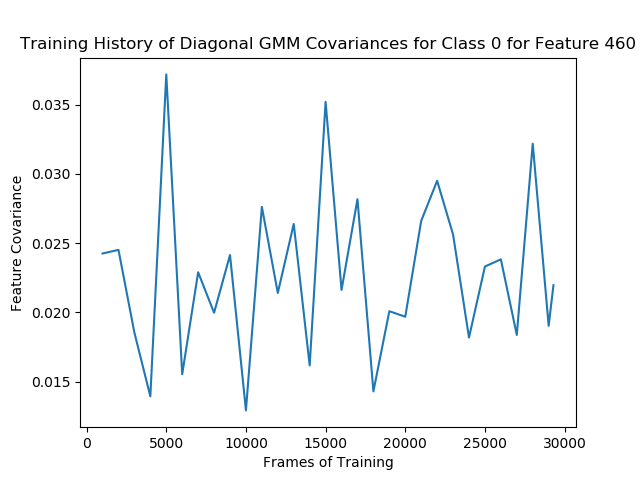 Training History of Diagonal GMM Covariances for Class 0 for Feature 460
0.035
0.030
0.025
0.020
0.015
Feature Covariance
0 5000 10000 15000 20000 25000 30000
Frames of Training